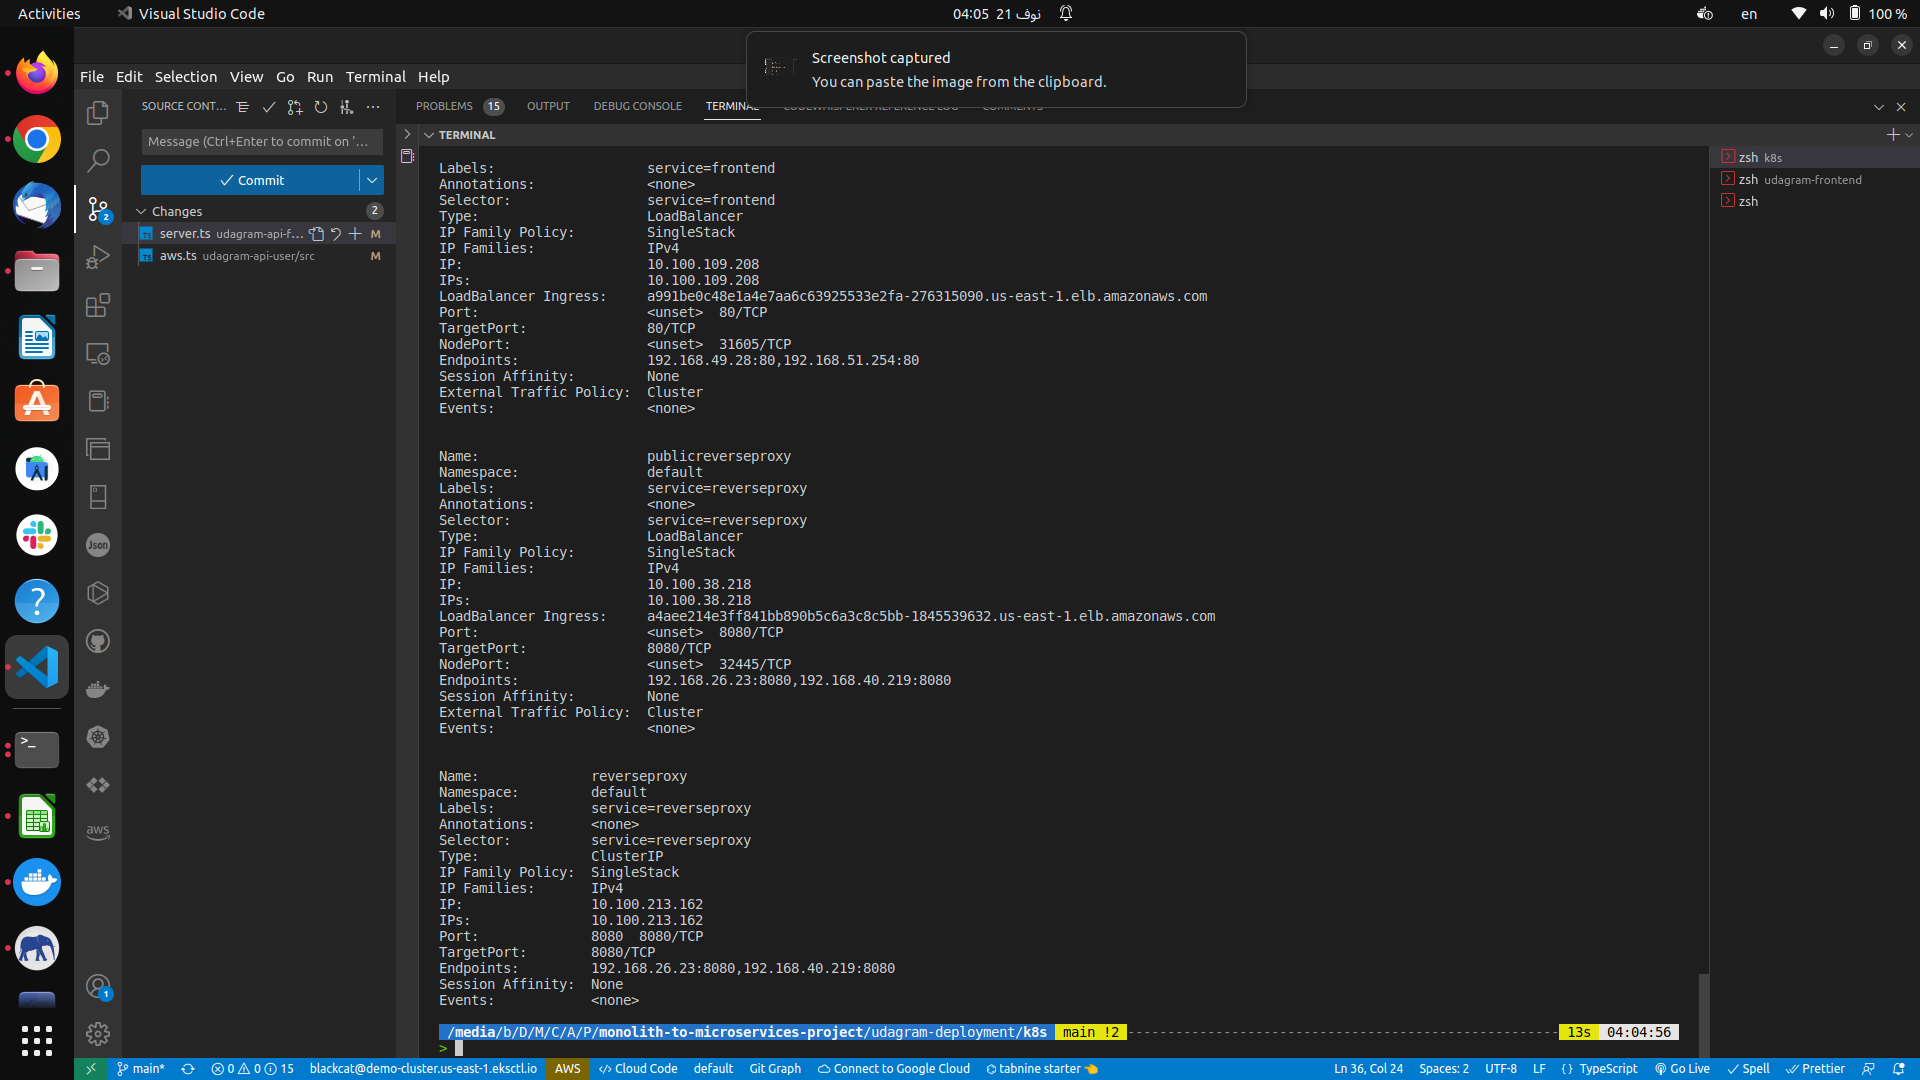 Activities
Visual Studio Code
04:05 21 نوف
en
100 %
Screenshot captured
You can paste the image from the clipboard.
File Edit Selection View Go Run Terminal Help
SOURCE CONT...
PROBLEMS 15 OUTPUT DEBUG CONSOLE TERMINAL
TERMINAL
Message (Ctrl+Enter to commit on '...
Commit
Changes 2
server.ts udagram-api-f... M
aws.ts udagram-api-user/src M
zsh k8s
zsh udagram-frontend
zsh
Labels: service=frontend
Annotations: <none>
Selector: service=frontend
Type: LoadBalancer
IP Family Policy: SingleStack
IP Families: IPv4
IP: 10.100.109.208
IPs: 10.100.109.208
LoadBalancer Ingress: a991be0c48e1a4e7aa6c63925533e2fa-276315090.us-east-1.elb.amazonaws.com
Port: <unset> 80/TCP
TargetPort: 80/TCP
NodePort: <unset> 31605/TCP
Endpoints: 192.168.49.28:80,192.168.51.254:80
Session Affinity: None
External Traffic Policy: Cluster
Events: <none>
Name: publicreverseproxy
Namespace: default
Labels: service=reverseproxy
Annotations: <none>
Selector: service=reverseproxy
Type: LoadBalancer
IP Family Policy: SingleStack
IP Families: IPv4
IP: 10.100.38.218
IPs: 10.100.38.218
LoadBalancer Ingress: a4aee214e3ff841bb890b5c6a3c8c5bb-1845539632.us-east-1.elb.amazonaws.com
Port: <unset> 8080/TCP
TargetPort: 8080/TCP
NodePort: <unset> 32445/TCP
Endpoints: 192.168.26.23:8080,192.168.40.219:8080
Session Affinity: None
External Traffic Policy: Cluster
Events: <none>
Name: reverseproxy
Namespace: default
Labels: service=reverseproxy
Annotations: <none>
Selector: service=reverseproxy
Type: ClusterIP
IP Family Policy: SingleStack
IP Families: IPv4
IP: 10.100.213.162
IPs: 10.100.213.162
Port: 8080 8080/TCP
TargetPort: 8080/TCP
Endpoints: 192.168.26.23:8080,192.168.40.219:8080
Session Affinity: None
Events: <none>
/media/b/D/M/C/A/P/monolith-to-microservices-project/udagram-deployment/k8s main !2 13s 04:04:56
>
2
Json
aws
1
main* 0 0 15 blackcat@demo-cluster.us-east-1.eksctl.io AWS Cloud Code default Git Graph Connect to Google Cloud tabnine starter Ln 36, Col 24 Spaces: 2 UTF-8 LF {} TypeScript Go Live Spell Prettier